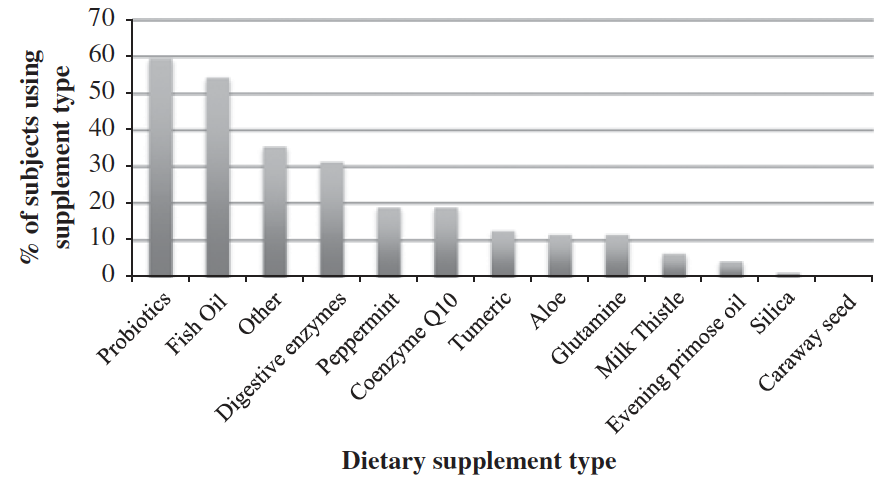 70
60
50
40
30
20
10
0
% of subjects using
supplement type
Probiotics
Fish Oil
Other
Digestive enzymes
Peppermint
Coenzyme Q10
Tumeric
Aloe
Glutamine
Milk Thistle
Evening primose oil
Silica
Caraway seed
Dietary supplement type